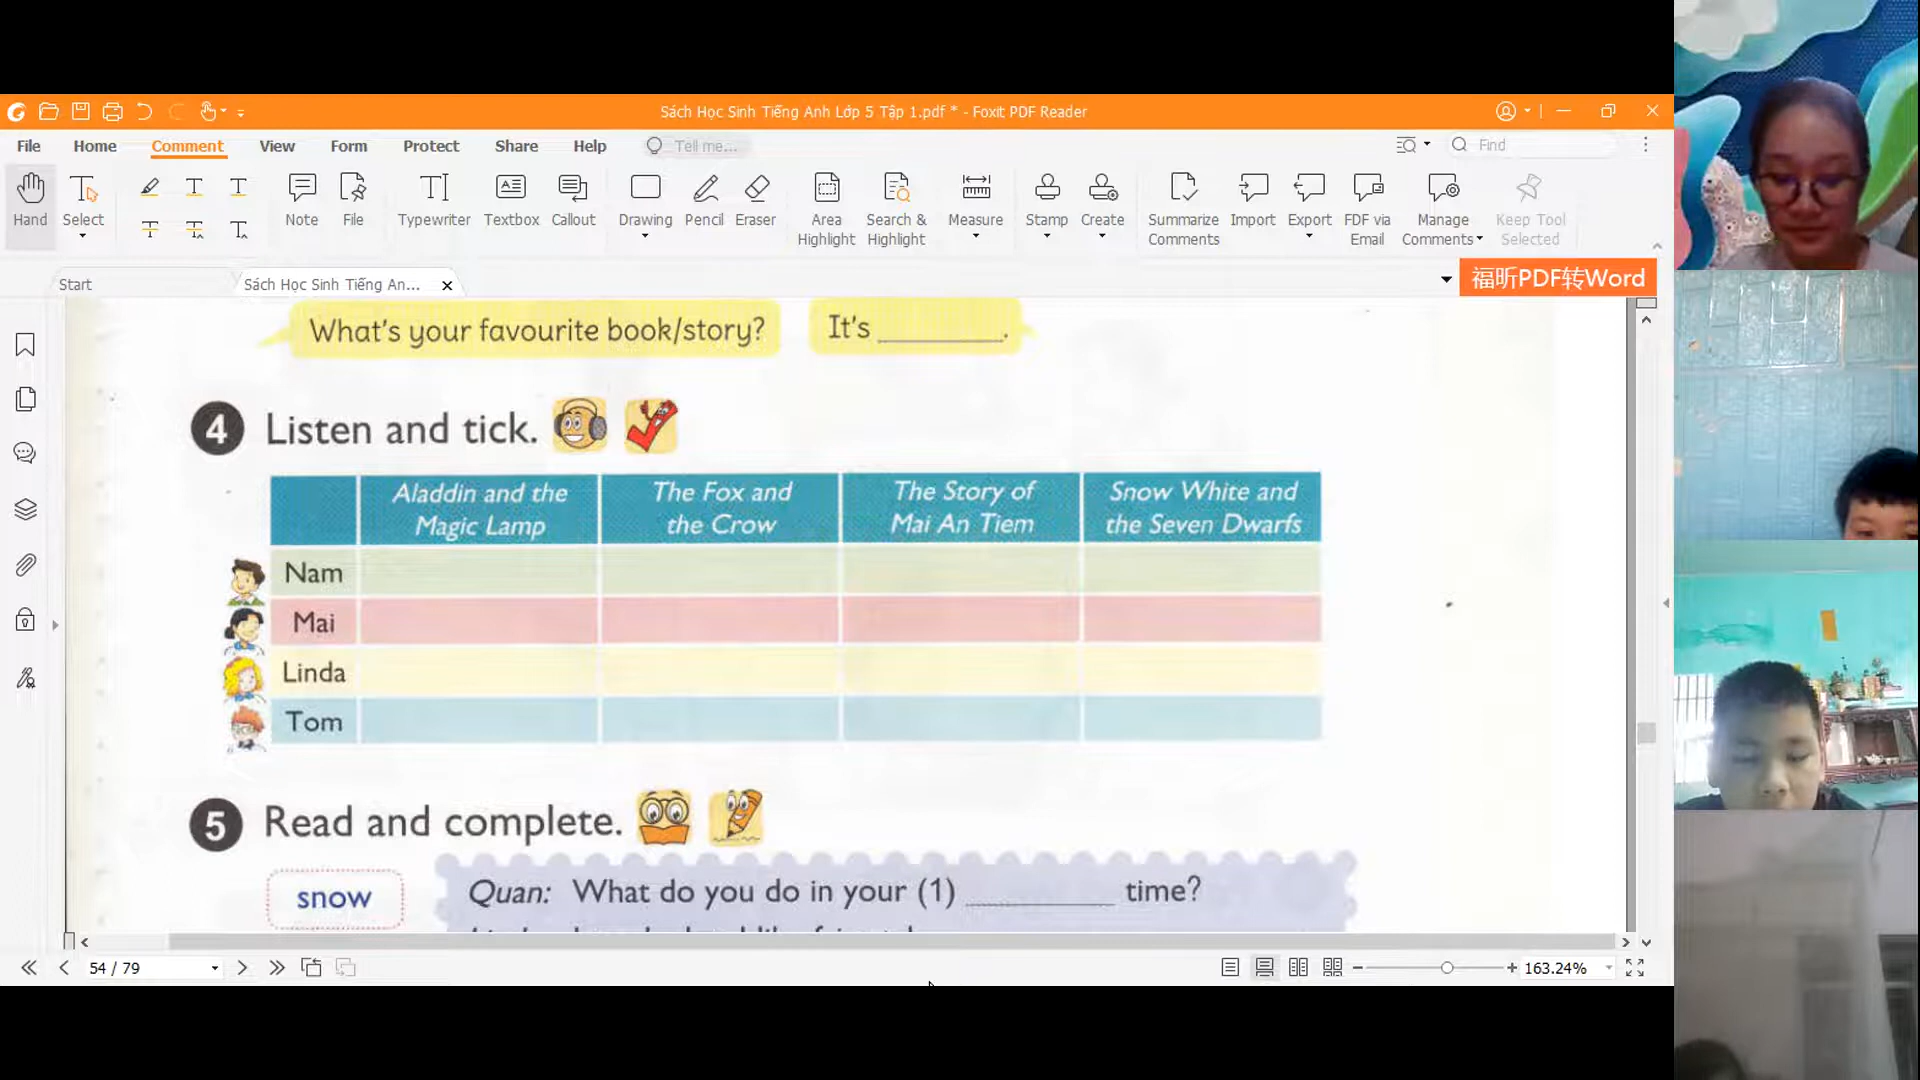 Sách Học Sinh Tiếng Anh Lớp 5 Tập 1.pdf * - Foxit PDF Reader
File Home Comment View Form Protect Share Help Tell me... Find
Hand Select Note File Typewriter Textbox Callout Drawing Pencil Eraser Area Highlight Search & Highlight Measure Stamp Create Summarize Comments Import Export FDF via Email Manage Comments Keep Tool Selected
Start Sách Học Sinh Tiếng An... 福昕PDF转Word
What's your favourite book/story? It's ________.
4 Listen and tick.
Aladdin and the Magic Lamp The Fox and the Crow The Story of Mai An Tiem Snow White and the Seven Dwarfs
Nam
Mai
Linda
Tom
5 Read and complete.
snow
Quan: What do you do in your (1) ________ time?
54 / 79 163.24%